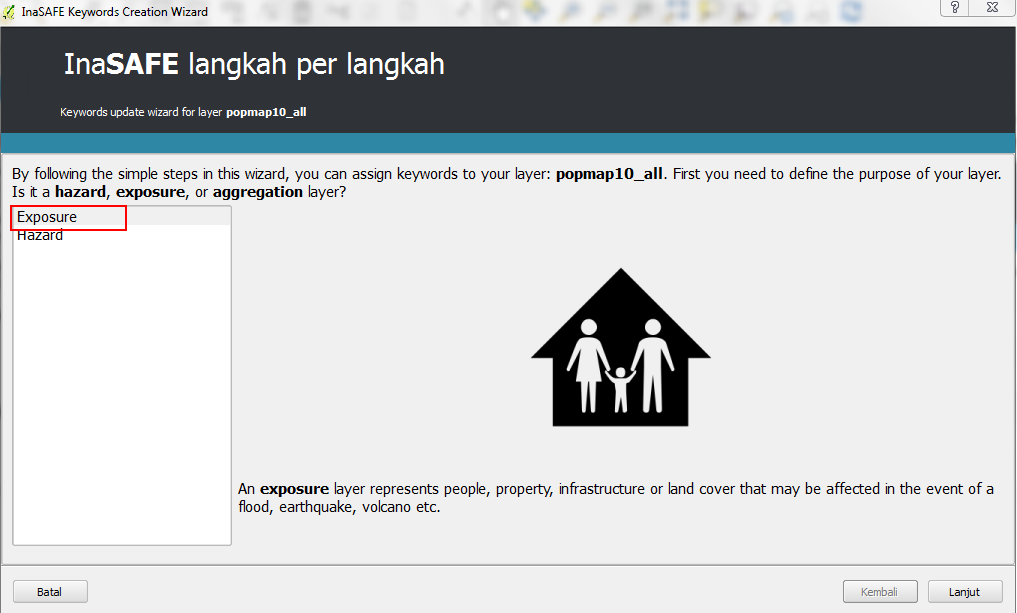 InaSAFE Keywords Creation Wizard
InaSAFE langkah per langkah
Keywords update wizard for layer popmap10_all
By following the simple steps in this wizard, you can assign keywords to your layer: popmap10_all. First you need to define the purpose of your layer.
Is it a hazard, exposure, or aggregation layer?
Exposure
Hazard
An exposure layer represents people, property, infrastructure or land cover that may be affected in the event of a
flood, earthquake, volcano etc.
Batal
Kembali
Lanjut